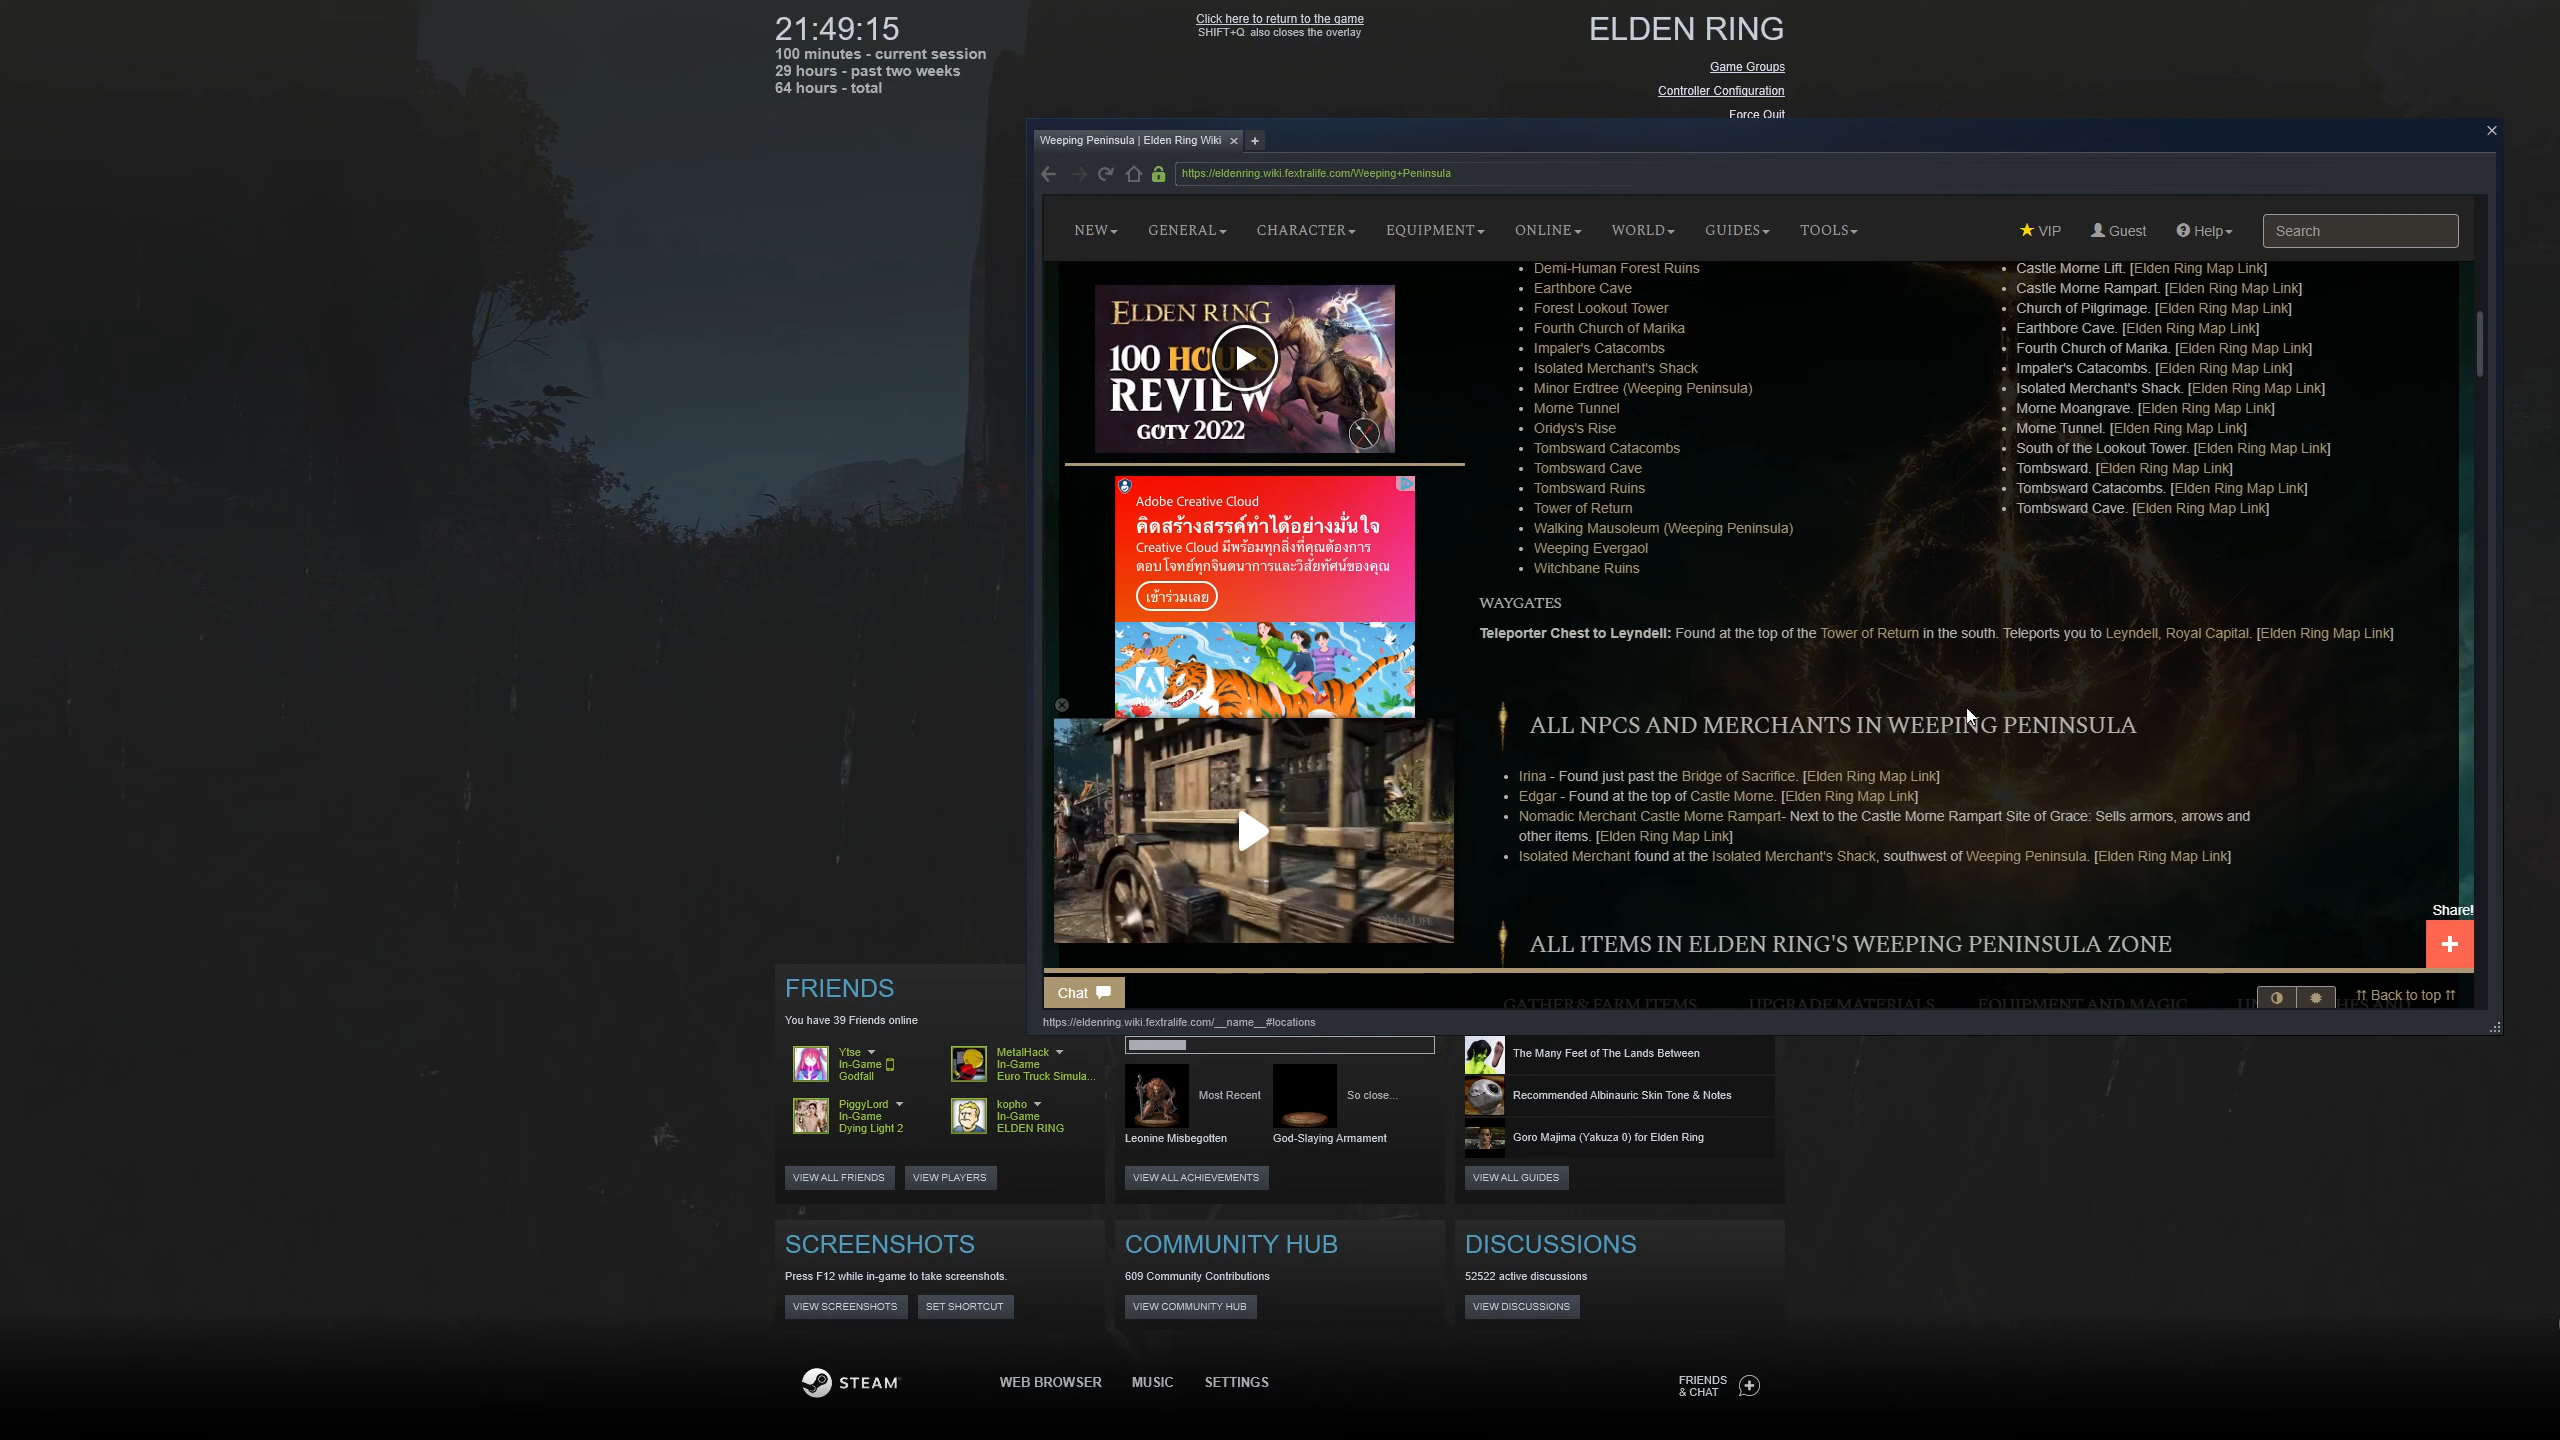 21:49:15
100 minutes - current session
29 hours - past two weeks
64 hours - total
Click here to return to the game
SHIFT+Q also closes the overlay
ELDEN RING
Game Groups
Controller Configuration
Force Quit
Weeping Peninsula | Elden Ring Wiki
https://eldenring.wiki.fextralife.com/Weeping+Peninsula
NEW GENERAL CHARACTER EQUIPMENT ONLINE WORLD GUIDES TOOLS VIP Guest Help Search
ELDEN RING
100 HOURS
REVIEW
GOTY 2022
Adobe Creative Cloud
คิดสร้างสรรค์ทำได้อย่างมั่นใจ
Creative Cloud มีพร้อมทุกสิ่งที่คุณต้องการ
ตอบโจทย์ทุกจินตนาการและวิสัยทัศน์ของคุณ
เข้าร่วมเลย
Demi-Human Forest Ruins
Earthbore Cave
Forest Lookout Tower
Fourth Church of Marika
Impaler's Catacombs
Isolated Merchant's Shack
Minor Erdtree (Weeping Peninsula)
Morne Tunnel
Oridys's Rise
Tombsward Catacombs
Tombsward Cave
Tombsward Ruins
Tower of Return
Walking Mausoleum (Weeping Peninsula)
Weeping Evergaol
Witchbane Ruins
Castle Morne Lift. [Elden Ring Map Link]
Castle Morne Rampart. [Elden Ring Map Link]
Church of Pilgrimage. [Elden Ring Map Link]
Earthbore Cave. [Elden Ring Map Link]
Fourth Church of Marika. [Elden Ring Map Link]
Impaler's Catacombs. [Elden Ring Map Link]
Isolated Merchant's Shack. [Elden Ring Map Link]
Morne Moangrave. [Elden Ring Map Link]
Morne Tunnel. [Elden Ring Map Link]
South of the Lookout Tower. [Elden Ring Map Link]
Tombsward. [Elden Ring Map Link]
Tombsward Catacombs. [Elden Ring Map Link]
Tombsward Cave. [Elden Ring Map Link]
WAYGATES
Teleporter Chest to Leyndell: Found at the top of the Tower of Return in the south. Teleports you to Leyndell, Royal Capital. [Elden Ring Map Link]
ALL NPCS AND MERCHANTS IN WEEPING PENINSULA
Irina - Found just past the Bridge of Sacrifice. [Elden Ring Map Link]
Edgar - Found at the top of Castle Morne. [Elden Ring Map Link]
Nomadic Merchant Castle Morne Rampart- Next to the Castle Morne Rampart Site of Grace: Sells armors, arrows and
other items. [Elden Ring Map Link]
Isolated Merchant found at the Isolated Merchant's Shack, southwest of Weeping Peninsula. [Elden Ring Map Link]
Share!
ALL ITEMS IN ELDEN RING'S WEEPING PENINSULA ZONE
Chat
GATHER & FARM ITEMS UPGRADE MATERIALS EQUIPMENT AND MAGIC
Back to top
https://eldenring.wiki.fextralife.com/__name__#locations
FRIENDS
You have 39 Friends online
Ytse
In-Game
Godfall
MetalHack
In-Game
Euro Truck Simula...
PiggyLord
In-Game
Dying Light 2
kopho
In-Game
ELDEN RING
VIEW ALL FRIENDS VIEW PLAYERS
Most Recent
So close...
Leonine Misbegotten
God-Slaying Armament
VIEW ALL ACHIEVEMENTS
The Many Feet of The Lands Between
Recommended Albinauric Skin Tone & Notes
Goro Majima (Yakuza 0) for Elden Ring
VIEW ALL GUIDES
SCREENSHOTS
Press F12 while in-game to take screenshots.
VIEW SCREENSHOTS SET SHORTCUT
COMMUNITY HUB
609 Community Contributions
VIEW COMMUNITY HUB
DISCUSSIONS
52522 active discussions
VIEW DISCUSSIONS
STEAM
WEB BROWSER MUSIC SETTINGS
FRIENDS
& CHAT